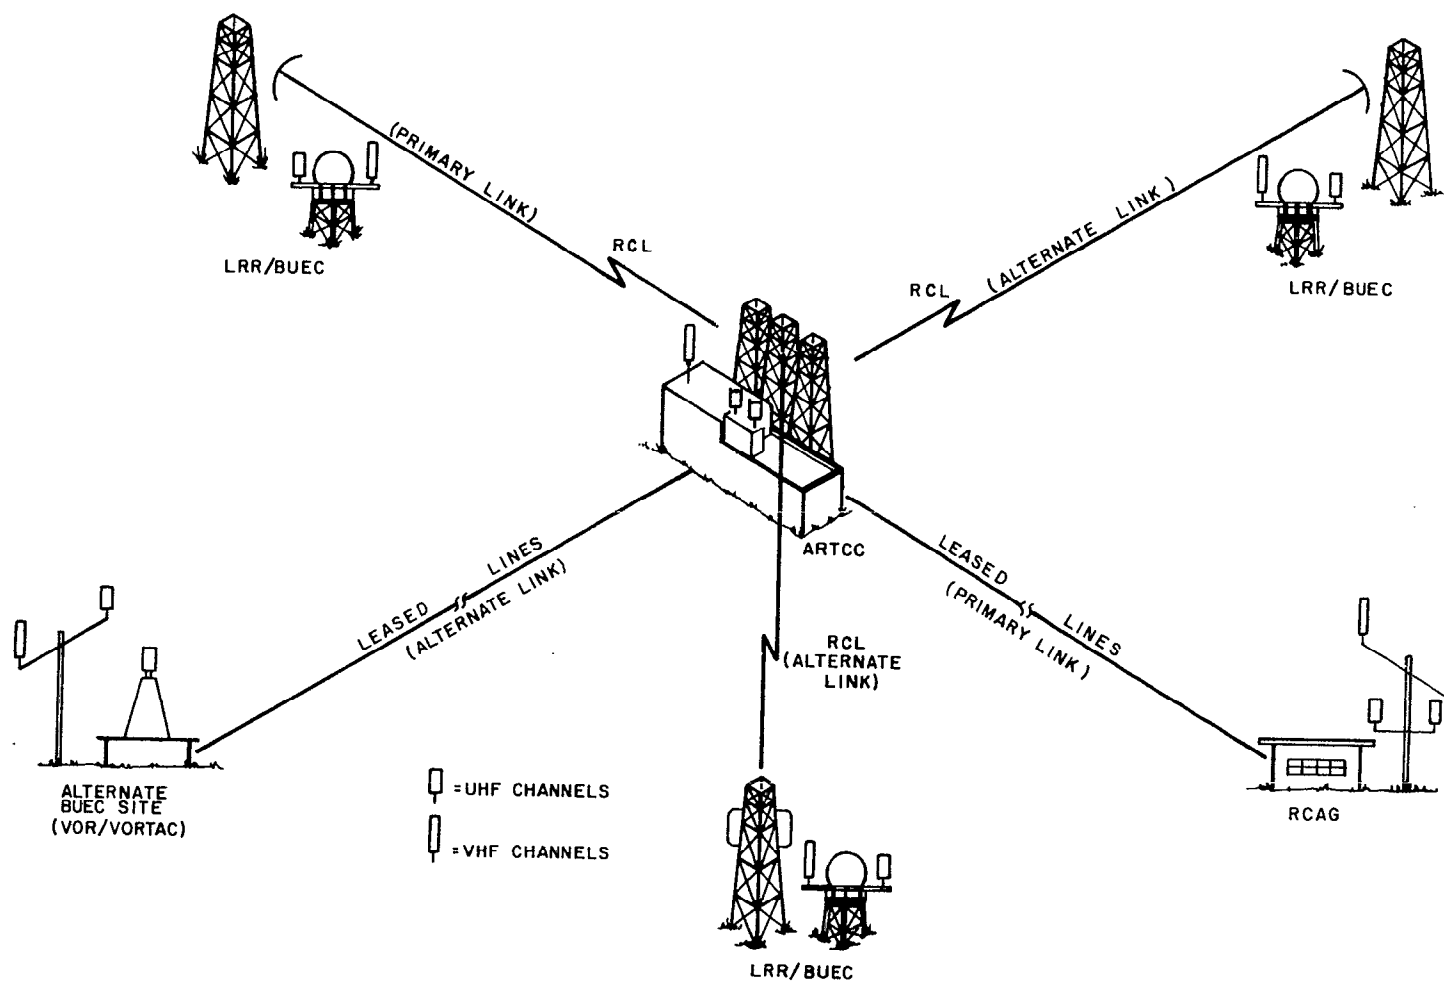 (PRIMARY LINK)
RCL
LRR/BUEC
RCL
(ALTERNATE LINK)
LRR/BUEC
ARTCC
LEASED LINES
(ALTERNATE LINK)
LEASED LINES
(PRIMARY LINK)
RCL
(ALTERNATE
LINK)
ALTERNATE
BUEC SITE
(VOR/VORTAC)
=UHF CHANNELS
=VHF CHANNELS
RCAG
LRR/BUEC